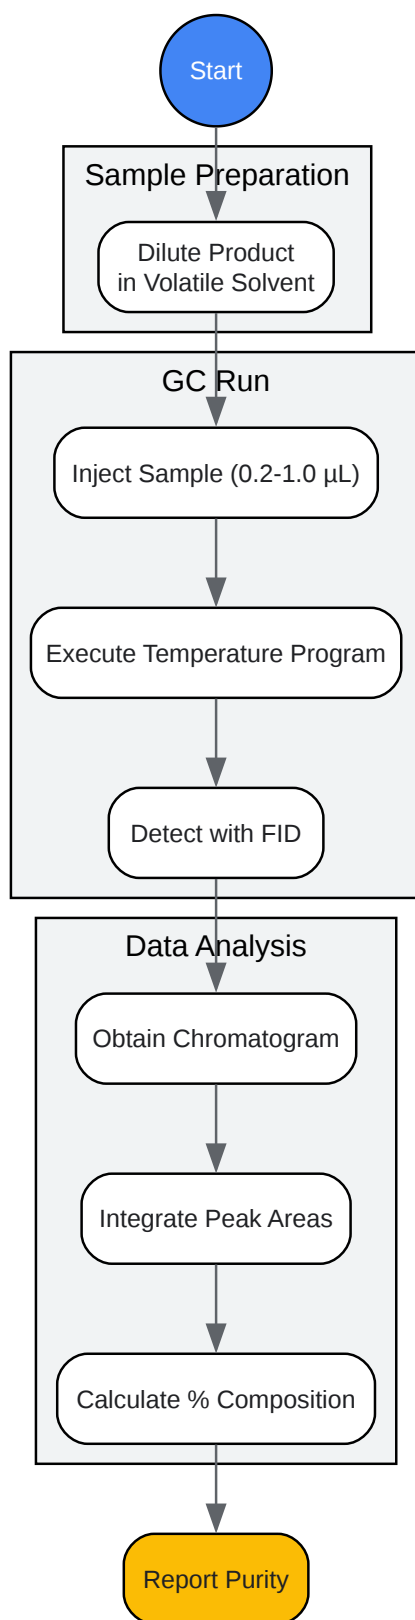 Start
Sample Preparation
Dilute Product
in Volatile Solvent
GC Run
Inject Sample (0.2-1.0 µL)
Execute Temperature Program
Detect with FID
Data Analysis
Obtain Chromatogram
Integrate Peak Areas
Calculate % Composition
Report Purity